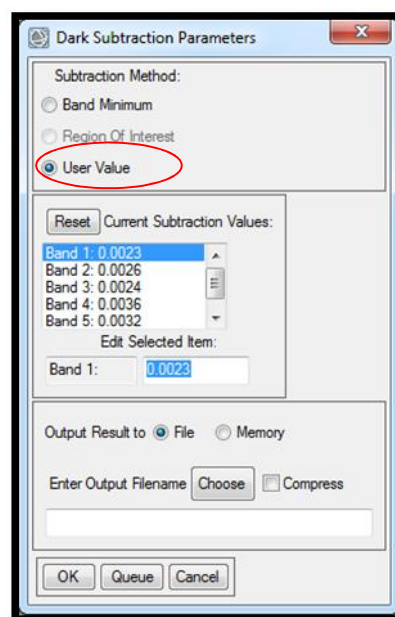 Dark Subtraction Parameters
Subtraction Method:
Band Minimum
Region Of Interest
User Value
Reset Current Subtraction Values:
Band 1: 0.0023
Band 2: 0.0026
Band 3: 0.0024
Band 4: 0.0036
Band 5: 0.0032
Edit Selected Item:
Band 1: 0.0023
Output Result to File Memory
Enter Output Filename Choose Compress
OK Queue Cancel